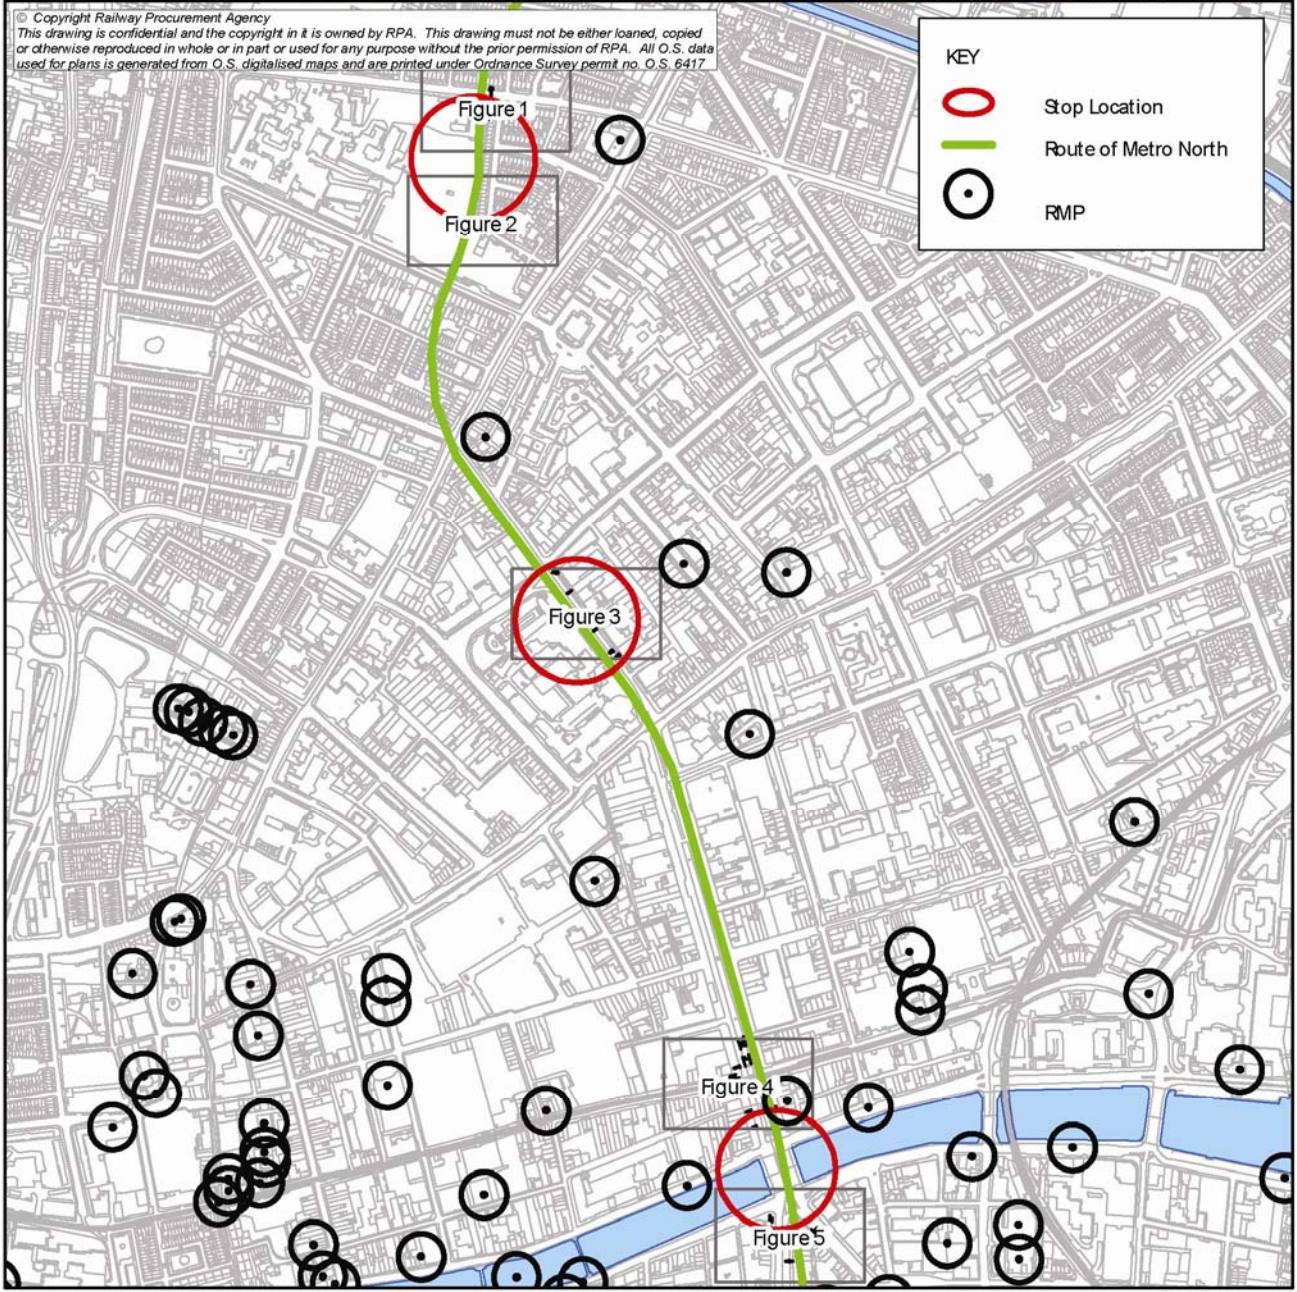 © Copyright Railway Procurement Agency
This drawing is confidential and the copyright in it is owned by RPA. This drawing must not be either loaned, copied
or otherwise reproduced in whole or in part or used for any purpose without the prior permission of RPA. All O.S. data
used for plans is generated from O.S. digitalised maps and are printed under Ordnance Survey permit no. O.S. 6417
KEY
Stop Location
Route of Metro North
RMP
Figure 1
Figure 2
Figure 3
Figure 4
Figure 5